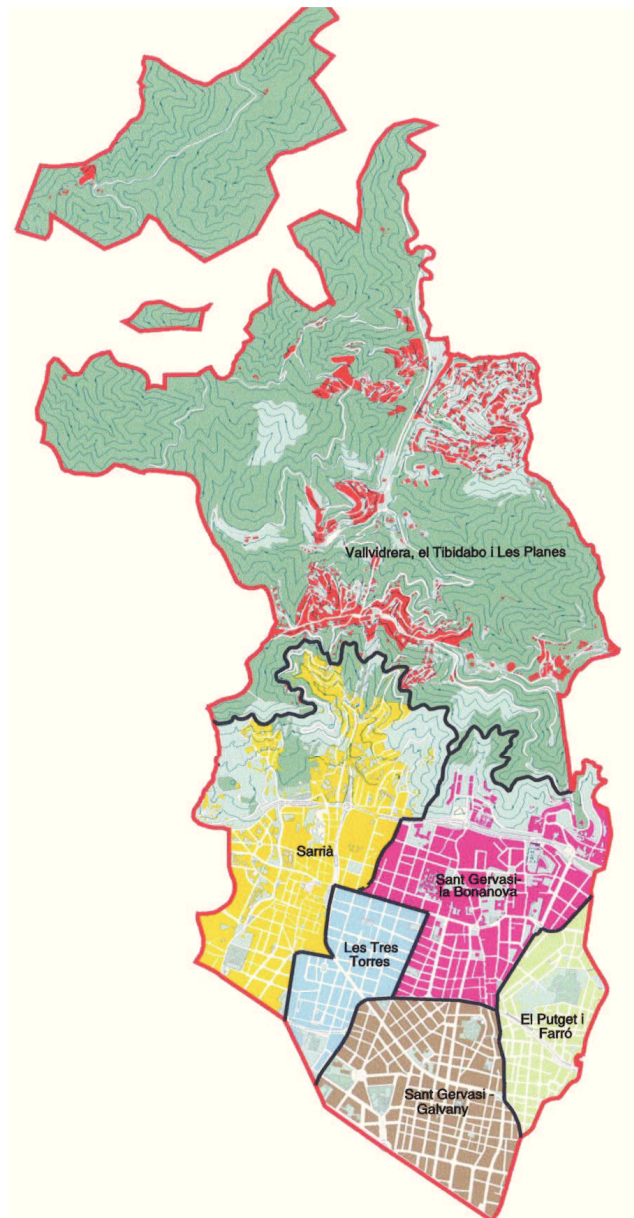 Vallvidrera, el Tibidabo i Les Planes
Sarrià
Sant Gervasi-
la Bonanova
Les Tres
Torres
El Putget i
Farró
Sant Gervasi -
Galvany